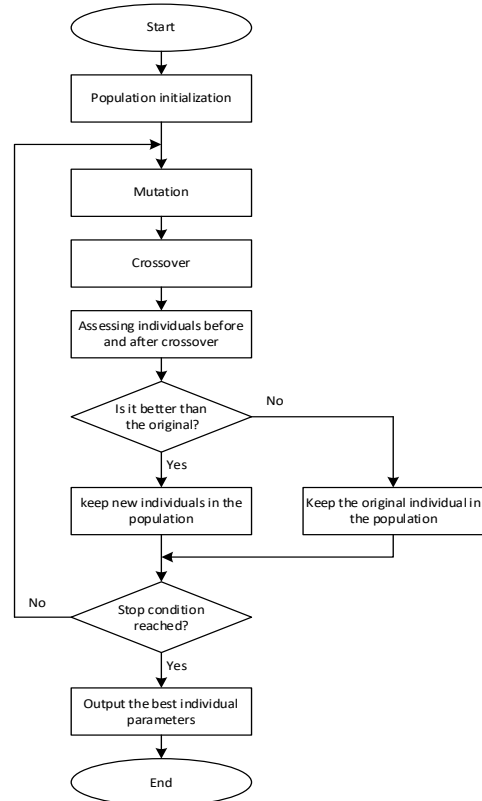 Start
Population initialization
Mutation
Crossover
Assessing individuals before
and after crossover
Is it better than
the original?
No
Yes
keep new individuals in the
population
Keep the original individual in
the population
No
Stop condition
reached?
Yes
Output the best individual
parameters
End